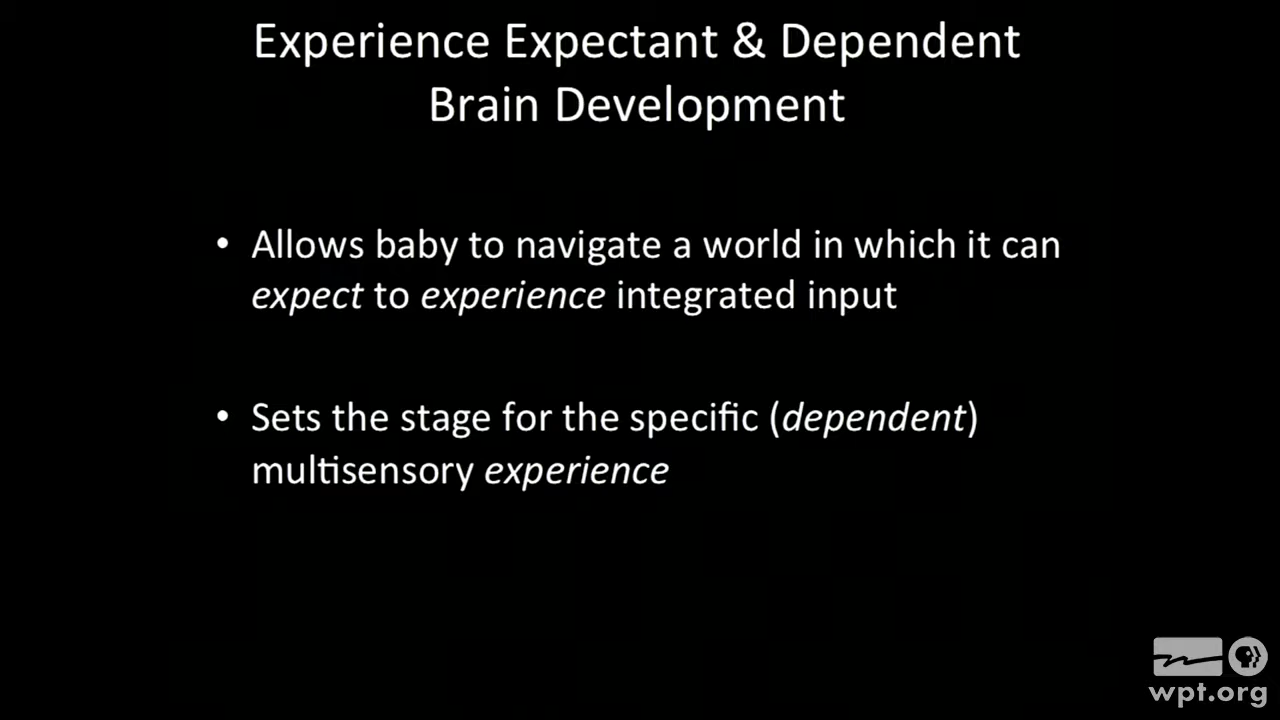 Experience Expectant & Dependent
Brain Development
• Allows baby to navigate a world in which it can
expect to experience integrated input
• Sets the stage for the specific (dependent)
multisensory experience
wpt.org